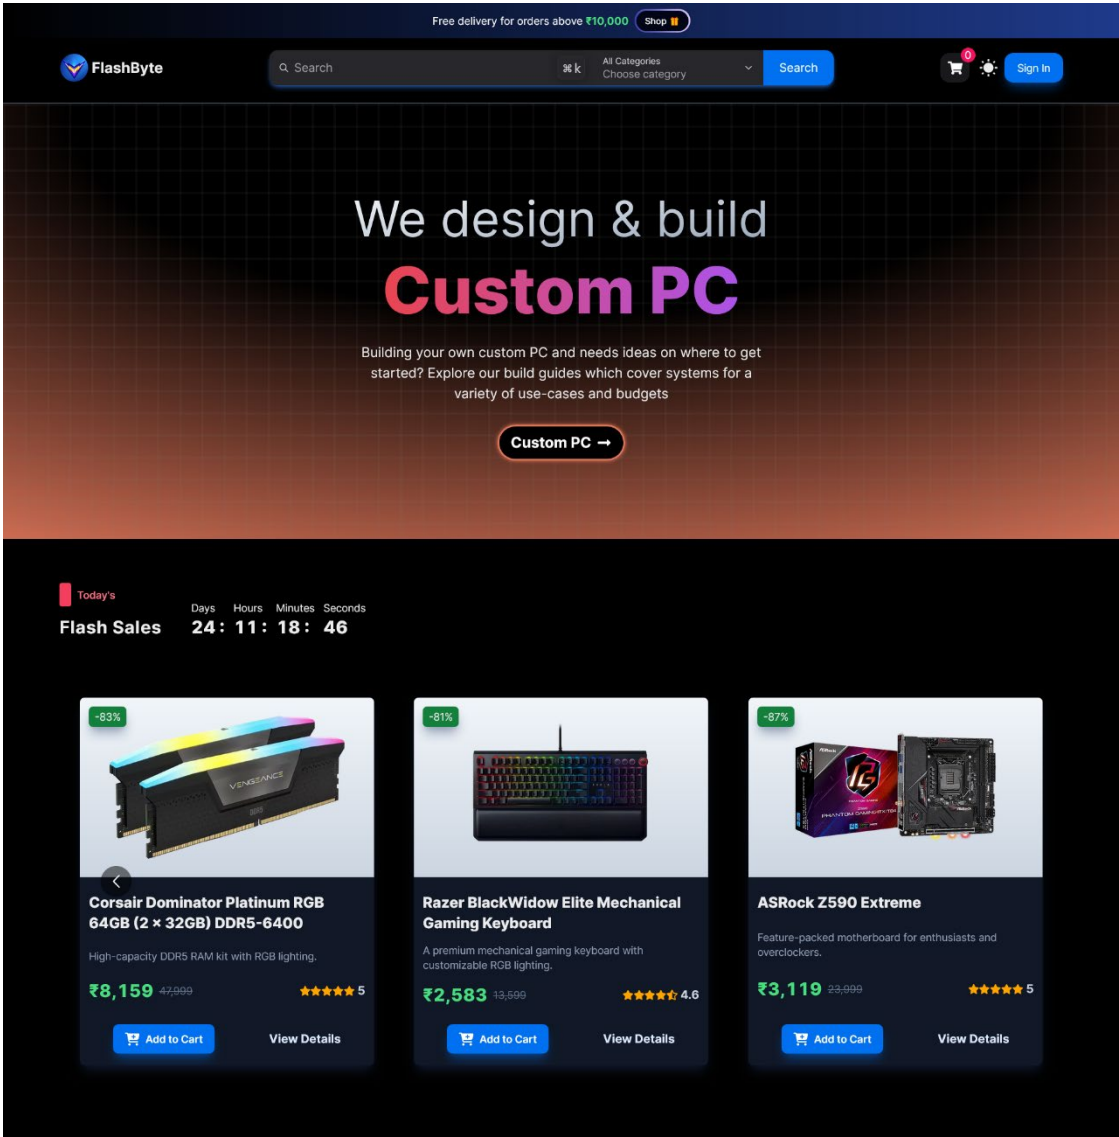 Free delivery for orders above ₹10,000 Shop
FlashByte
Search
⌘k
All Categories
Choose category
Search
0
Sign In
We design & build
Custom PC
Building your own custom PC and needs ideas on where to get
started? Explore our build guides which cover systems for a
variety of use-cases and budgets
Custom PC →
Today's
Flash Sales
Days Hours Minutes Seconds
24 : 11 : 18 : 46
-83%
VENGEANCE
DDR5
Corsair Dominator Platinum RGB
64GB (2 × 32GB) DDR5-6400
High-capacity DDR5 RAM kit with RGB lighting.
₹8,159 47,999 5
Add to Cart View Details
-81%
Razer BlackWidow Elite Mechanical
Gaming Keyboard
A premium mechanical gaming keyboard with
customizable RGB lighting.
₹2,583 13,599 4.6
Add to Cart View Details
-87%
PHANTOM GAMING
ASRock Z590 Extreme
Feature-packed motherboard for enthusiasts and
overclockers.
₹3,119 23,999 5
Add to Cart View Details